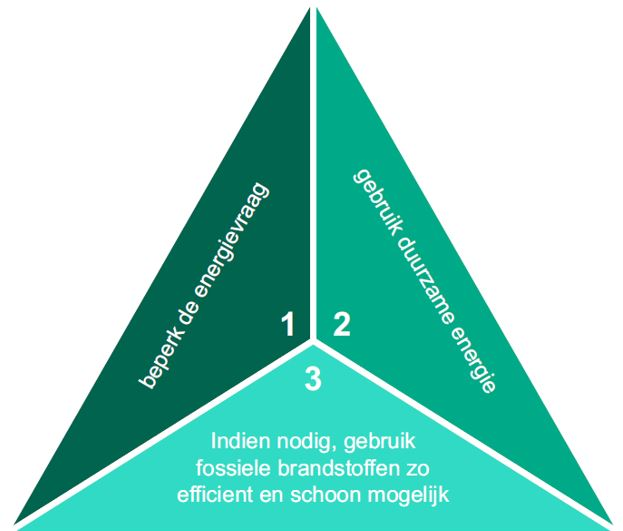 beperk de energievraag
1
gebruik duurzame energie
2
3
Indien nodig, gebruik
fossiele brandstoffen zo
efficient en schoon mogelijk